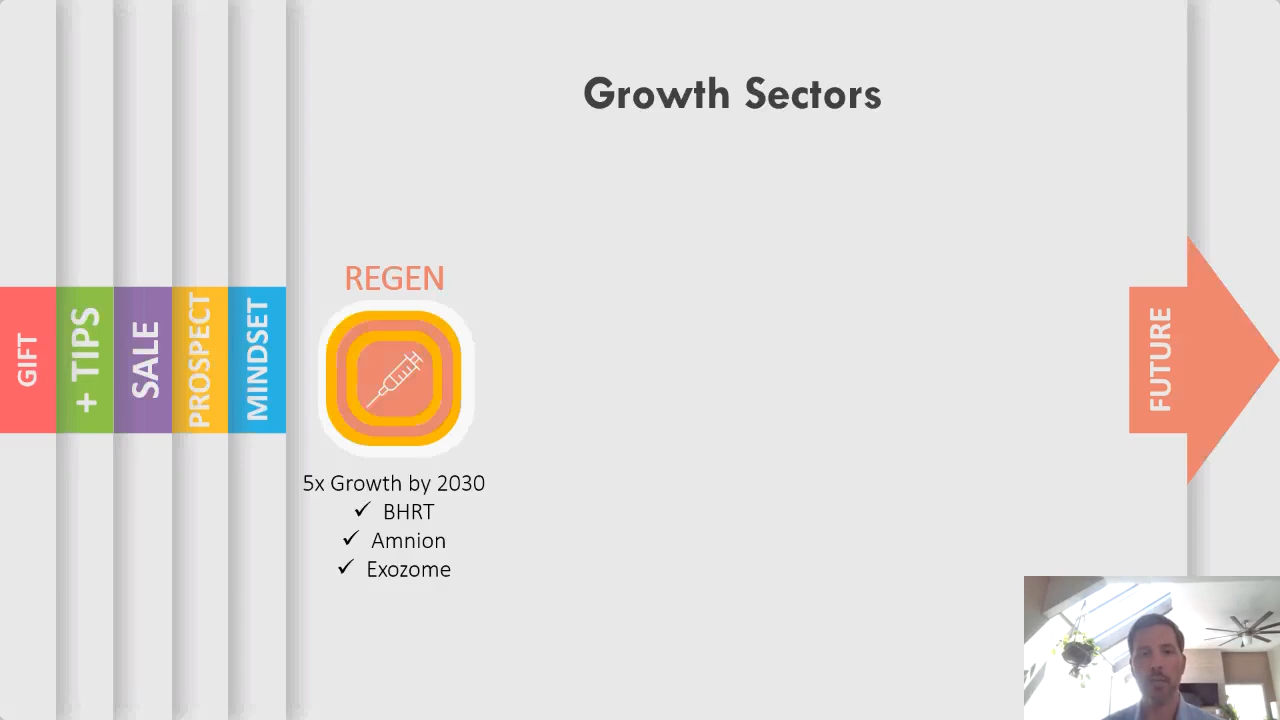 Growth Sectors
GIFT
+ TIPS
SALE
PROSPECT
MINDSET
REGEN
5x Growth by 2030
✓ BHRT
✓ Amnion
✓ Exozome
FUTURE